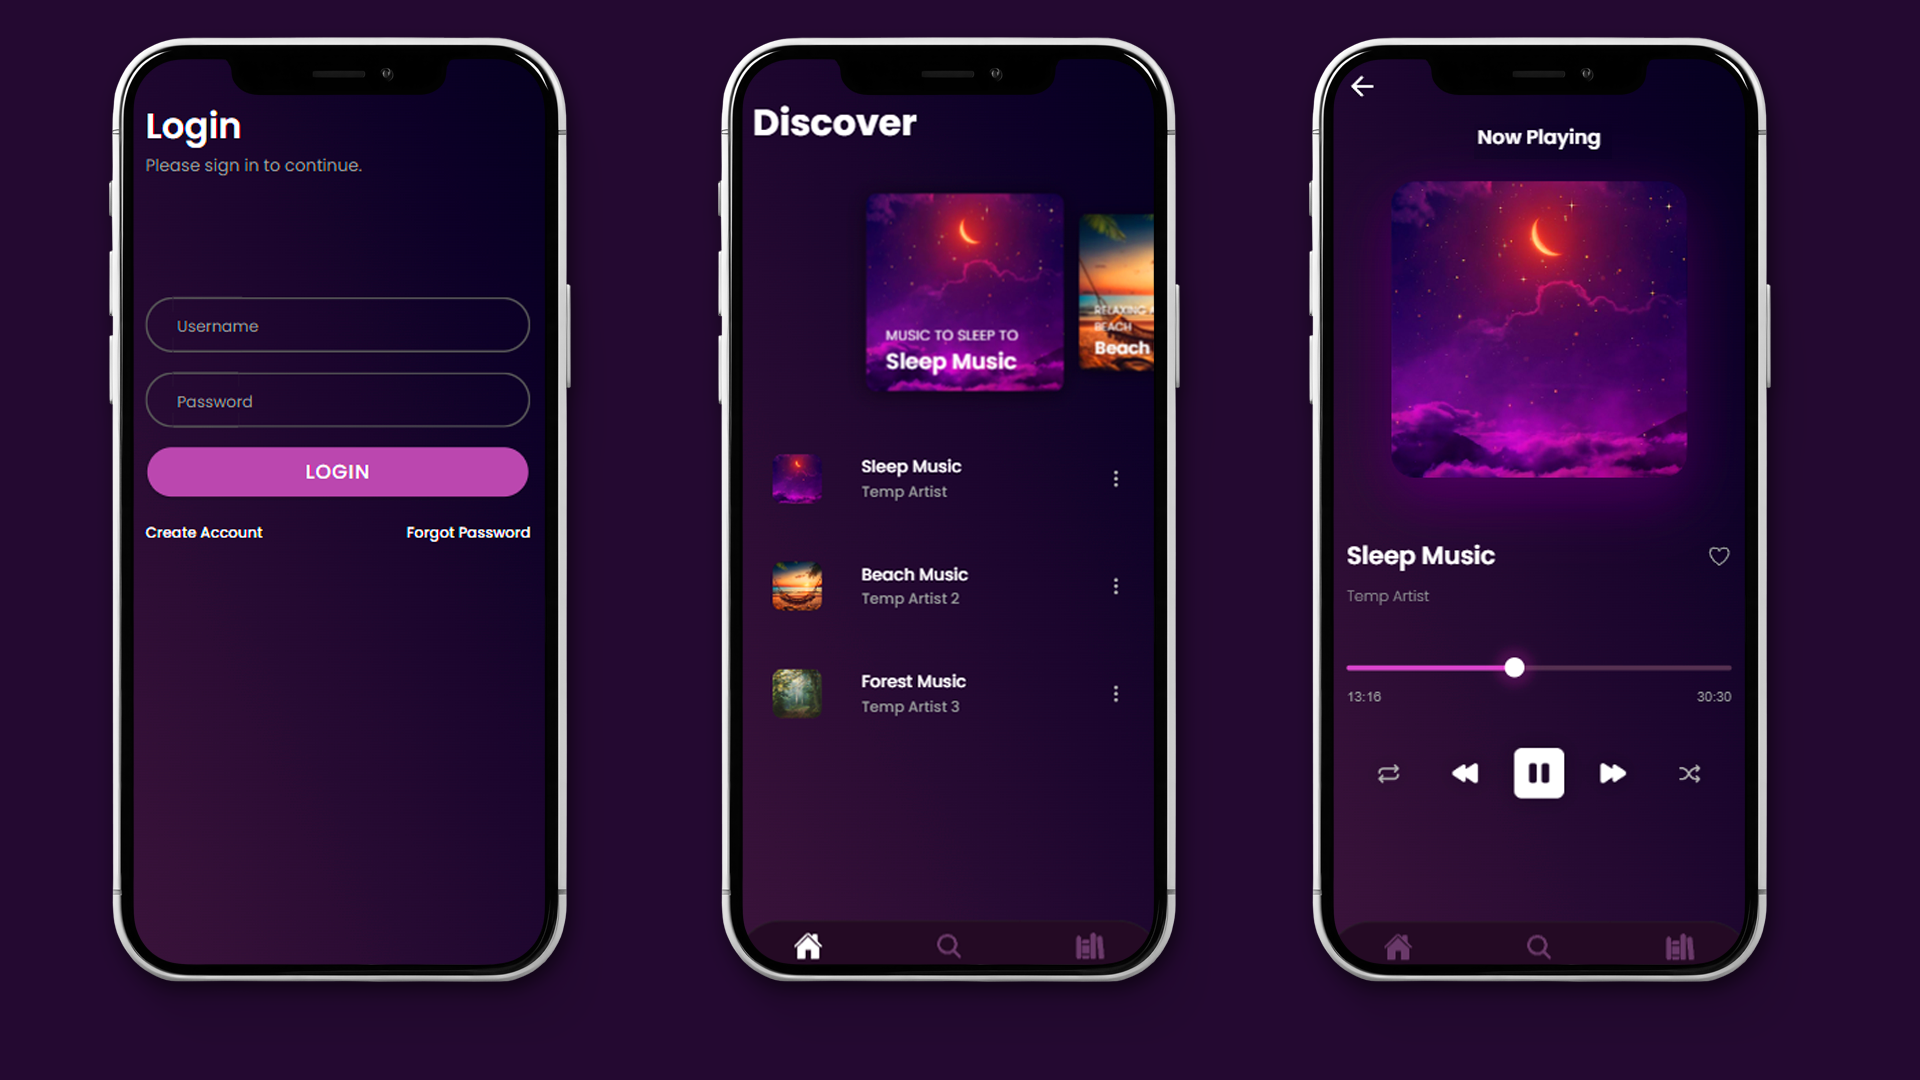 Login
Please sign in to continue.
Username
Password
LOGIN
Create Account
Forgot Password
Discover
MUSIC TO SLEEP TO
Sleep Music
RELAXING
BEACH
Beach
Sleep Music
Temp Artist
Beach Music
Temp Artist 2
Forest Music
Temp Artist 3
Now Playing
Sleep Music
Temp Artist
13:16
30:30